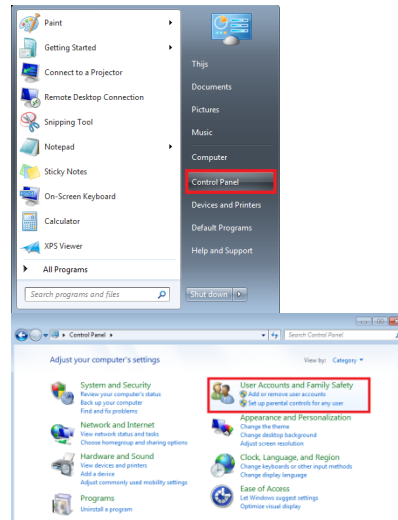 Paint
Getting Started
Connect to a Projector
Remote Desktop Connection
Snipping Tool
Notepad
Sticky Notes
On-Screen Keyboard
Calculator
XPS Viewer
All Programs
Search programs and files
Thijs
Documents
Pictures
Music
Computer
Control Panel
Devices and Printers
Default Programs
Help and Support
Shut down
Control Panel
Search Control Panel
Adjust your computer's settings
View by: Category
System and Security
Review your computer's status
Back up your computer
Find and fix problems
Network and Internet
View network status and tasks
Choose homegroup and sharing options
Hardware and Sound
View devices and printers
Add a device
Adjust commonly used mobility settings
Programs
Uninstall a program
User Accounts and Family Safety
Add or remove user accounts
Set up parental controls for any user
Appearance and Personalization
Change the theme
Change desktop background
Adjust screen resolution
Clock, Language, and Region
Change keyboards or other input methods
Change display language
Ease of Access
Let Windows suggest settings
Optimize visual display